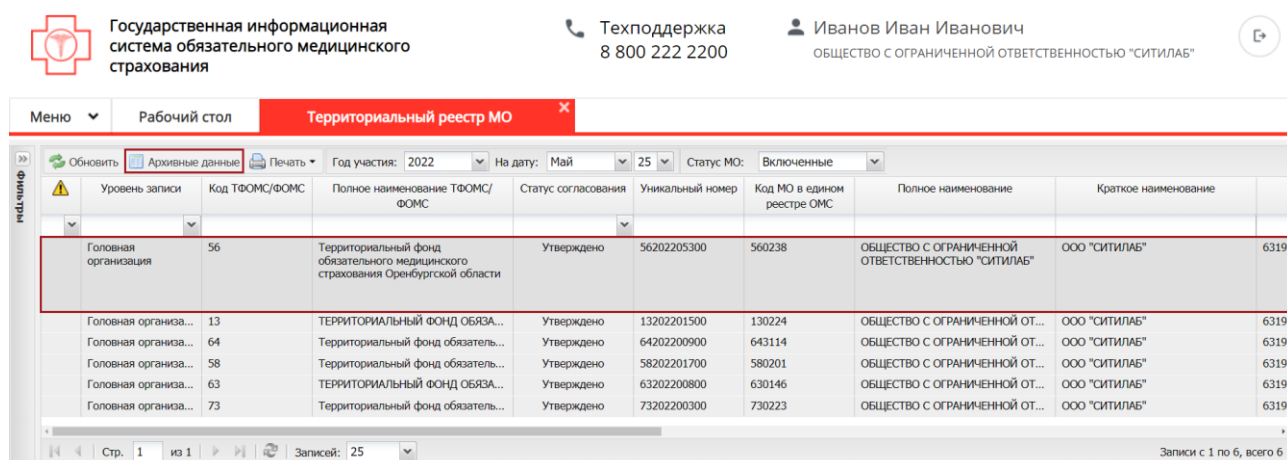 Государственная информационная
система обязательного медицинского
страхования
Техподдержка
8 800 222 2200
Иванов Иван Иванович
ОБЩЕСТВО С ОГРАНИЧЕННОЙ ОТВЕТСТВЕННОСТЬЮ "СИТИЛАБ"
Меню Рабочий стол Территориальный реестр МО
Фильтры
Обновить Архивные данные Печать Год участия: 2022 На дату: Май 25 Статус МО: Включенные
Уровень записи Код ТФОМС/ФОМС Полное наименование ТФОМС/ФОМС Статус согласования Уникальный номер Код МО в едином реестре ОМС Полное наименование Краткое наименование
Головная организация 56 Территориальный фонд обязательного медицинского страхования Оренбургской области Утверждено 56202205300 560238 ОБЩЕСТВО С ОГРАНИЧЕННОЙ ОТВЕТСТВЕННОСТЬЮ "СИТИЛАБ" ООО "СИТИЛАБ" 6319
Головная организа... 13 ТЕРРИТОРИАЛЬНЫЙ ФОНД ОБЯЗА... Утверждено 13202201500 130224 ОБЩЕСТВО С ОГРАНИЧЕННОЙ ОТ... ООО "СИТИЛАБ" 6319
Головная организа... 64 Территориальный фонд обязатель... Утверждено 64202200900 643114 ОБЩЕСТВО С ОГРАНИЧЕННОЙ ОТ... ООО "СИТИЛАБ" 6319
Головная организа... 58 Территориальный фонд обязатель... Утверждено 58202201700 580201 ОБЩЕСТВО С ОГРАНИЧЕННОЙ ОТ... ООО "СИТИЛАБ" 6319
Головная организа... 63 ТЕРРИТОРИАЛЬНЫЙ ФОНД ОБЯЗА... Утверждено 63202200800 630146 ОБЩЕСТВО С ОГРАНИЧЕННОЙ ОТ... ООО "СИТИЛАБ" 6319
Головная организа... 73 Территориальный фонд обязатель... Утверждено 73202200300 730223 ОБЩЕСТВО С ОГРАНИЧЕННОЙ ОТ... ООО "СИТИЛАБ" 6319
Стр. 1 из 1 Записей: 25 Записи с 1 по 6, всего 6